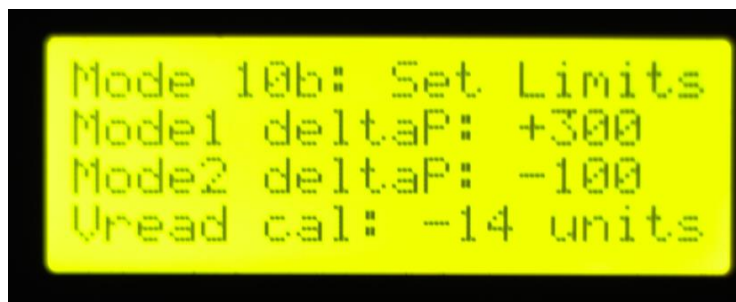 Mode 10b: Set Limits
Mode1 deltaP: +300
Mode2 deltaP: -100
Vread cal: -14 units